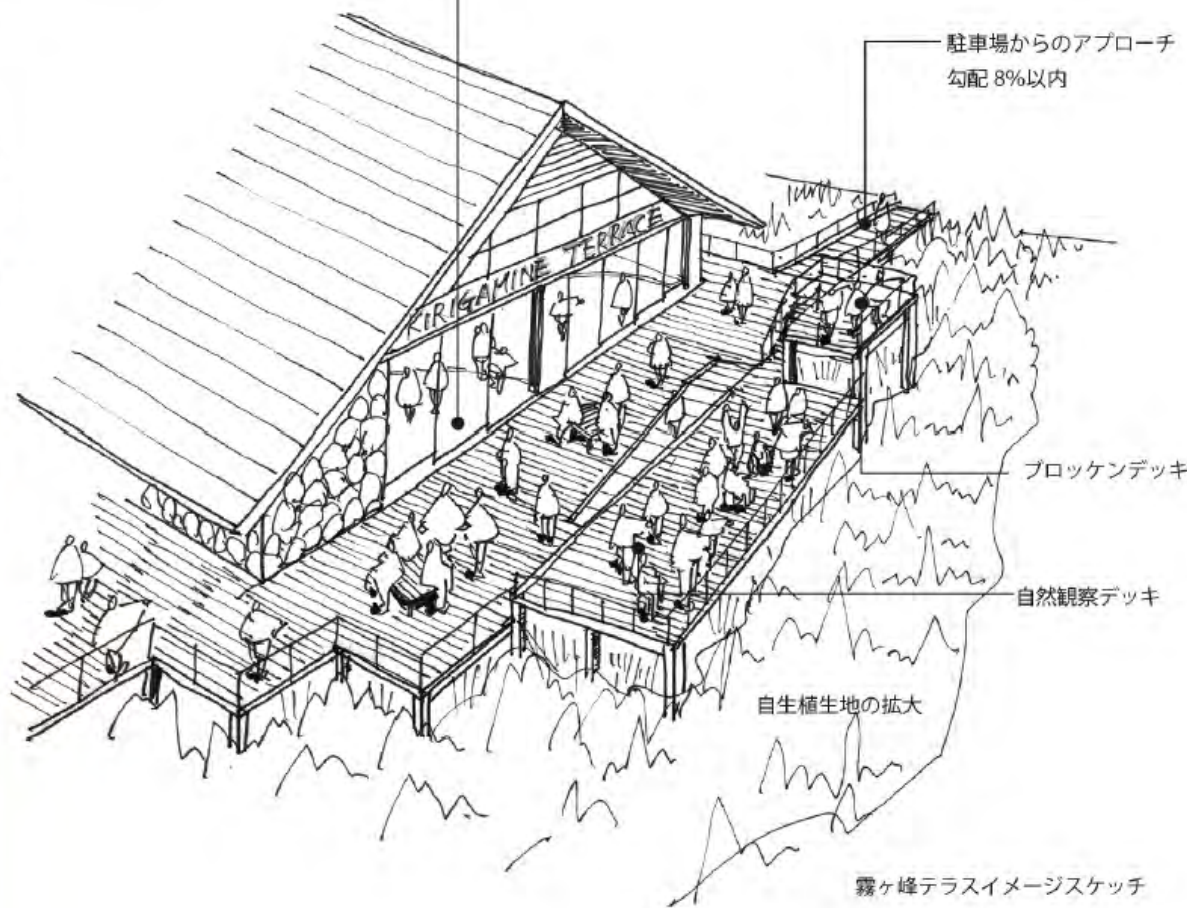 駐車場からのアプローチ
勾配 8%以内
KIRIGAMINE TERRACE
ブロッケンデッキ
自然観察デッキ
自生植生地の拡大
霧ヶ峰テラスイメージスケッチ